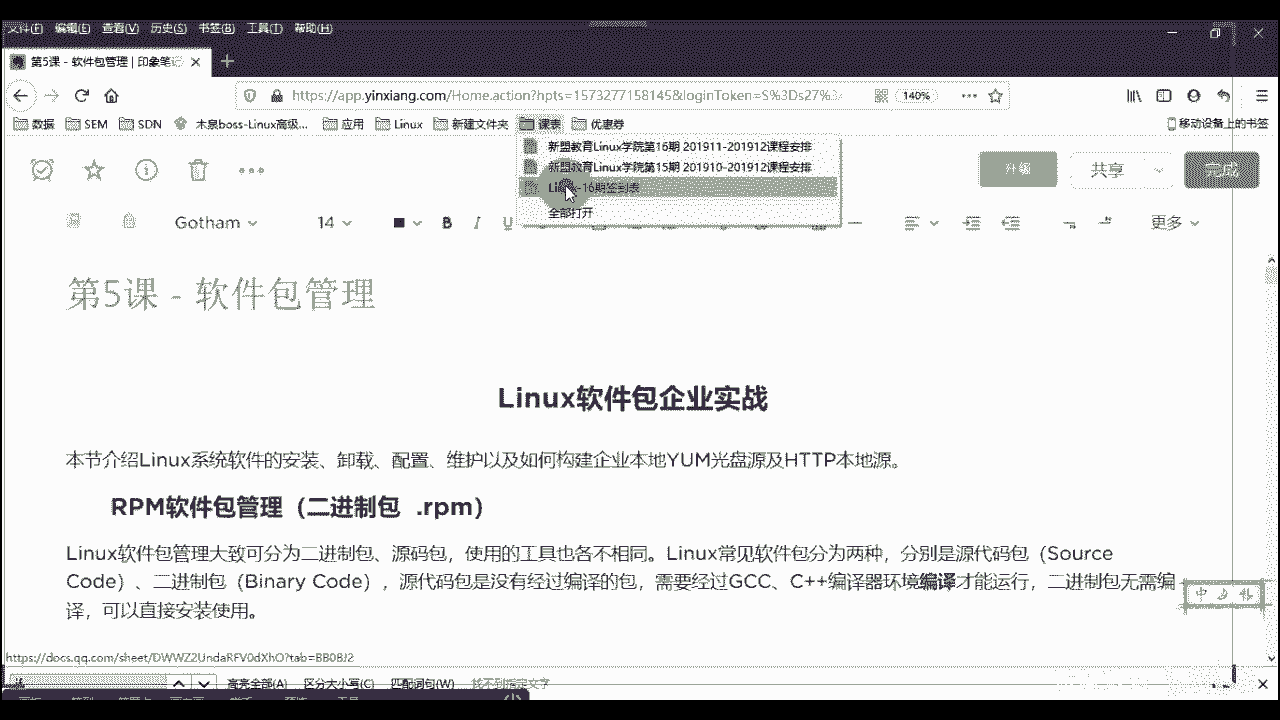 文件(F) 编辑(E) 查看(V) 历史(S) 书签(B) 工具(T) 帮助(H)
第5课 - 软件包管理 | 印象笔记
https://app.yinxiang.com/Home.action?hpts=1573277158145&loginToken=S%3Ds27%3
140%
数据 SEM SDN 木泉boss-Linux高级... 应用 Linux 新建文件夹 课表 优惠券 移动设备上的书签
新盟教育Linux学院第16期 201911-201912课程安排
新盟教育Linux学院第15期 201910-201912课程安排
Linux-16期签到表
全部打开
升级 共享 完成
Gotham 14 B I U 更多
第5课 - 软件包管理
Linux软件包企业实战
本节介绍Linux系统软件的安装、卸载、配置、维护以及如何构建企业本地YUM光盘源及HTTP本地源。
RPM软件包管理（二进制包 .rpm）
Linux软件包管理大致可分为二进制包、源码包，使用的工具也各不相同。Linux常见软件包分为两种，分别是源代码包（Source
Code）、二进制包（Binary Code），源代码包是没有经过编译的包，需要经过GCC、C++编译器环境编译才能运行，二进制包无需编
译，可以直接安装使用。
中
https://docs.qq.com/sheet/DWWZ2UndaRFV0dXhO?tab=BB08J2
高亮全部(A) 区分大小写(C) 匹配词句(W) 找不到指定文字